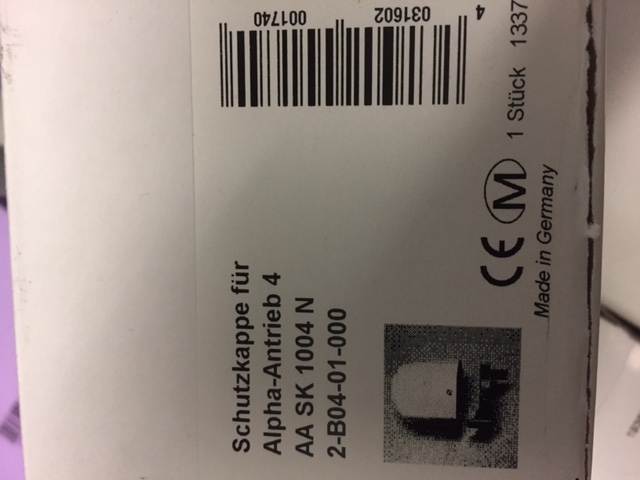 Schutzkappe für
Alpha-Antrieb 4
AA SK 1004 N
2-B04-01-000
4 031602 001740
1 Stück 1337
CE M
Made in Germany